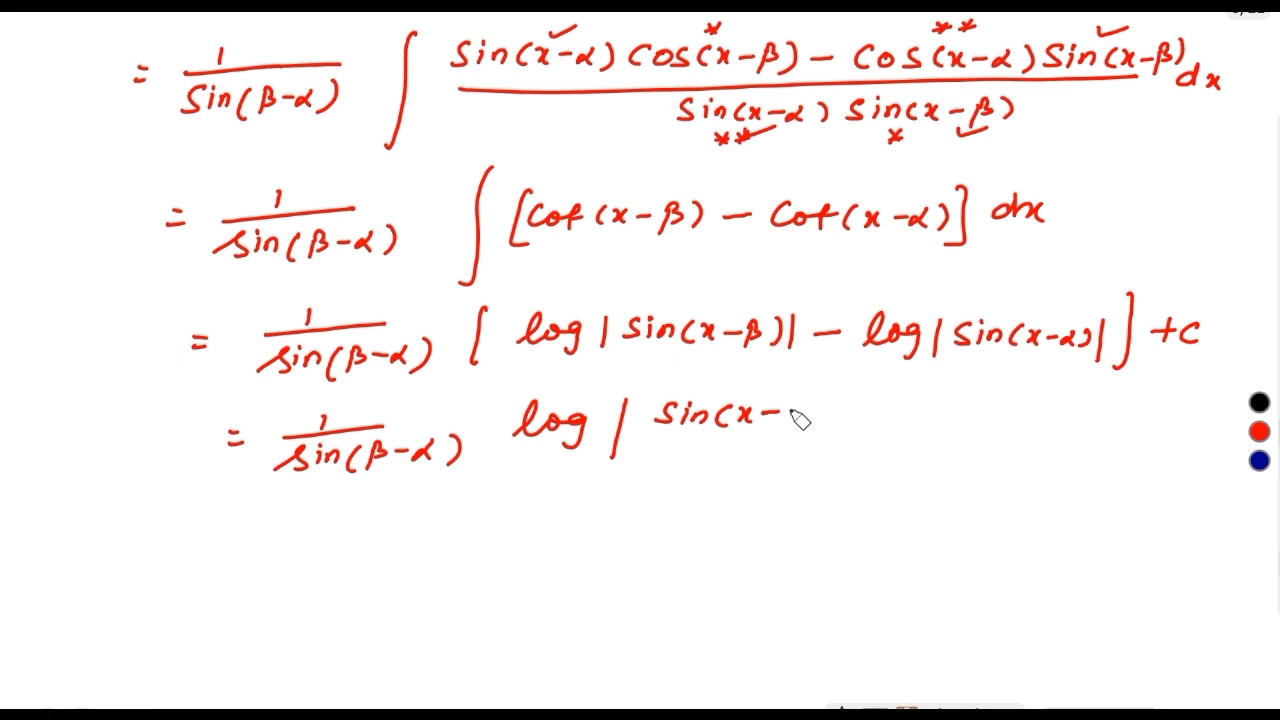 = 1/Sin(β-α) ∫ Sin(x-α) Cos(x-β) - Cos(x-α) Sin(x-β) / Sin(x-α) Sin(x-β) dx
= 1/Sin(β-α) ∫ [Cot(x-β) - Cot(x-α)] dx
= 1/Sin(β-α) [ log|Sin(x-β)| - log|Sin(x-α)| ] + c
= 1/Sin(β-α) log | Sin(x-